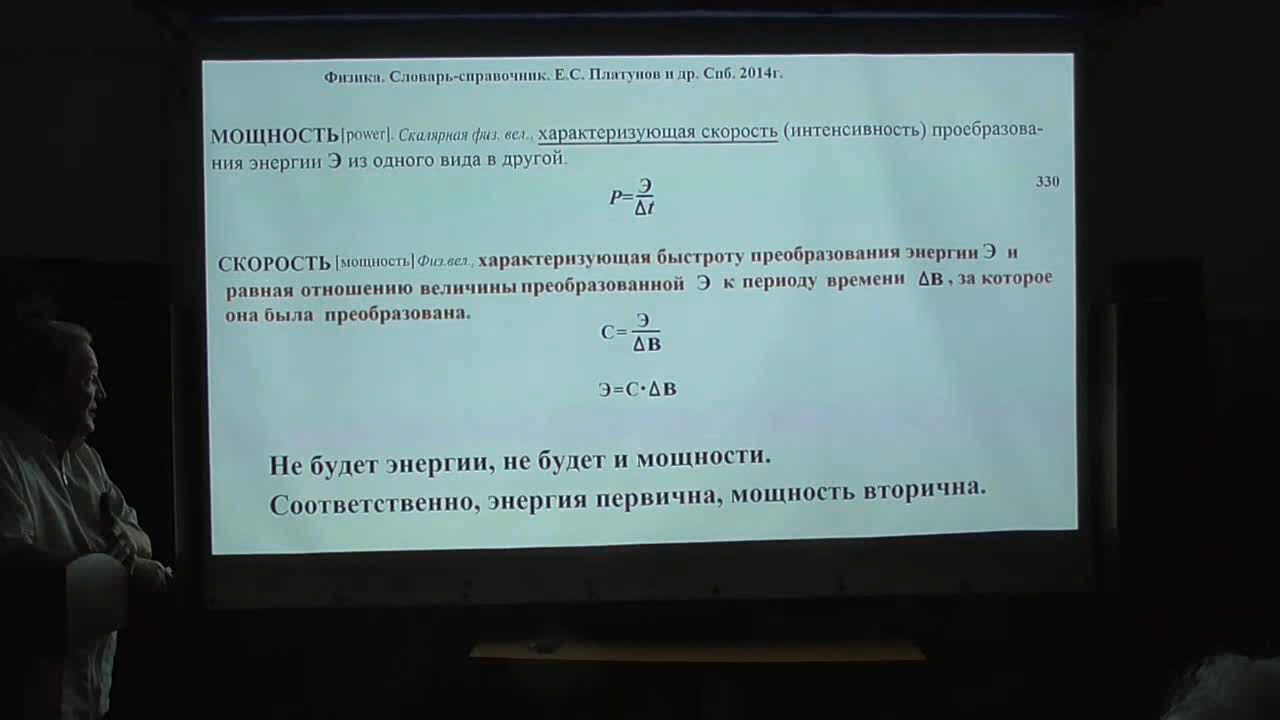 Физика. Словарь-справочник. Е.С. Платунов и др. Спб. 2014г.
МОЩНОСТЬ[power]. Скалярная физ. вел., характеризующая скорость (интенсивность) проебразова-
ния энергии Э из одного вида в другой.
P=Э/Δt
330
СКОРОСТЬ [мощность] Физ.вел., характеризующая быстроту преобразования энергии Э и
равная отношению величины преобразованной Э к периоду времени ΔВ, за которое
она была преобразована.
С=Э/ΔВ
Э=С·ΔВ
Не будет энергии, не будет и мощности.
Соответственно, энергия первична, мощность вторична.